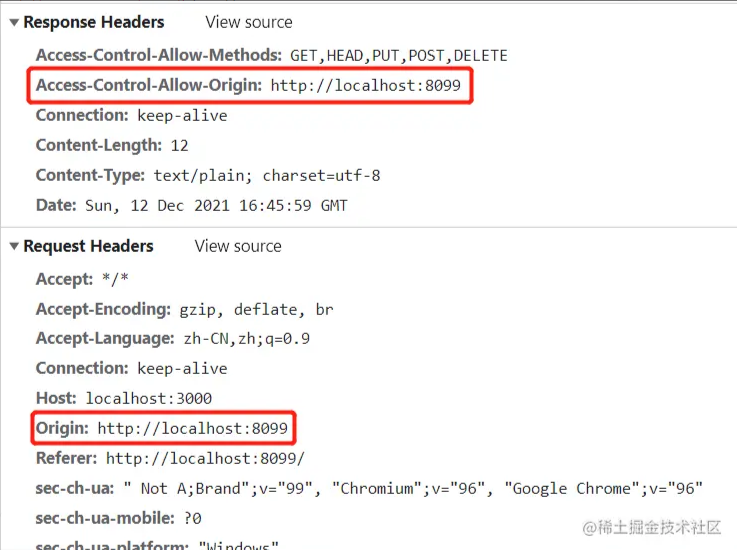 ▼ Response Headers View source
Access-Control-Allow-Methods: GET,HEAD,PUT,POST,DELETE
Access-Control-Allow-Origin: http://localhost:8099
Connection: keep-alive
Content-Length: 12
Content-Type: text/plain; charset=utf-8
Date: Sun, 12 Dec 2021 16:45:59 GMT
▼ Request Headers View source
Accept: */*
Accept-Encoding: gzip, deflate, br
Accept-Language: zh-CN,zh;q=0.9
Connection: keep-alive
Host: localhost:3000
Origin: http://localhost:8099
Referer: http://localhost:8099/
sec-ch-ua: " Not A;Brand";v="99", "Chromium";v="96", "Google Chrome";v="96"
sec-ch-ua-mobile: ?0
sec-ch-ua-platform: "Windows"
@稀土掘金技术社区